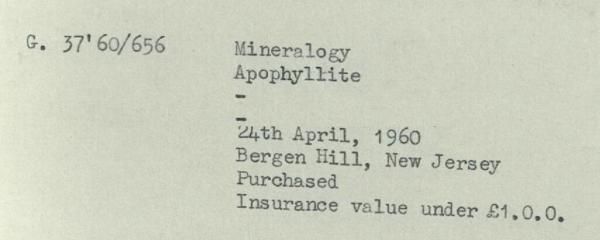 G. 37'60/656
Mineralogy
Apophyllite
-
-
24th April, 1960
Bergen Hill, New Jersey
Purchased
Insurance value under £1.0.0.